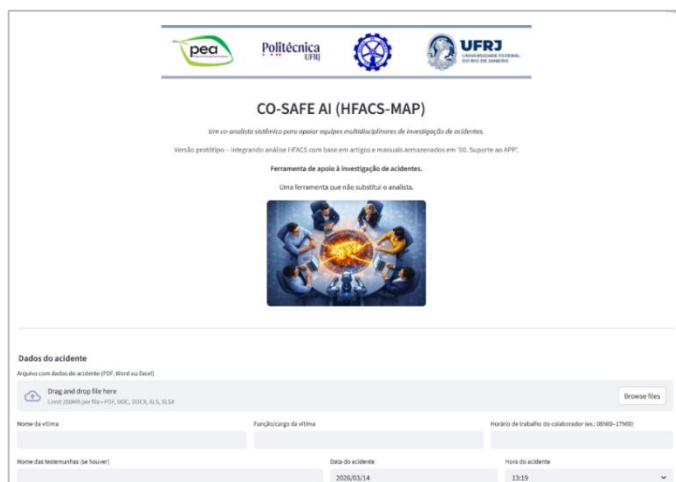 pea
Politécnica
UFRJ
UFRJ
UNIVERSIDADE FEDERAL
DO RIO DE JANEIRO
CO-SAFE AI (HFACS-MAP)
Um co-analista sistêmico para apoiar equipes multidisciplinares de investigação de acidentes.
Versão protótipo – integrando análise HFACS com base em artigos e manuais armazenados em '00. Suporte ao APP'.
Ferramenta de apoio à investigação de acidentes.
Uma ferramenta que não substitui o analista.
Dados do acidente
Arquivo com dados do acidente (PDF, Word ou Excel)
Drag and drop file here
Limit 200MB per file • PDF, DOC, DOCX, XLS, XLSX
Browse files
Nome da vítima
Função/cargo da vítima
Horário de trabalho do colaborador (ex.: 08h00–17h00)
Nome das testemunhas (se houver)
Data do acidente
Hora do acidente
2026/03/14
13:19